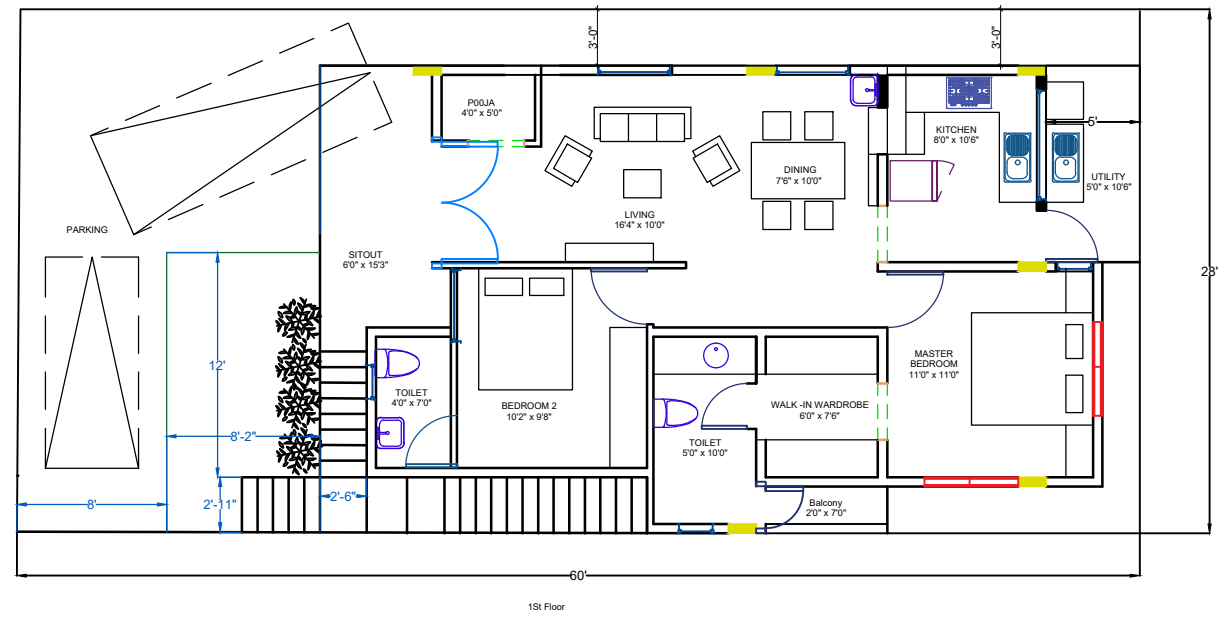 3'-0"
3'-0"
P00JA
4'0" x 5'0"
KITCHEN
8'0" x 10'6"
5'
DINING
7'6" x 10'0"
UTILITY
5'0" x 10'6"
LIVING
16'4" x 10'0"
PARKING
SITOUT
6'0" x 15'3"
28'
12'
MASTER
BEDROOM
11'0" x 11'0"
TOILET
4'0" x 7'0"
BEDROOM 2
10'2" x 9'8"
WALK -IN WARDROBE
6'0" x 7'6"
8'-2"
TOILET
5'0" x 10'0"
2'-6"
8'
2'-11"
Balcony
2'0" x 7'0"
60'
1St Floor